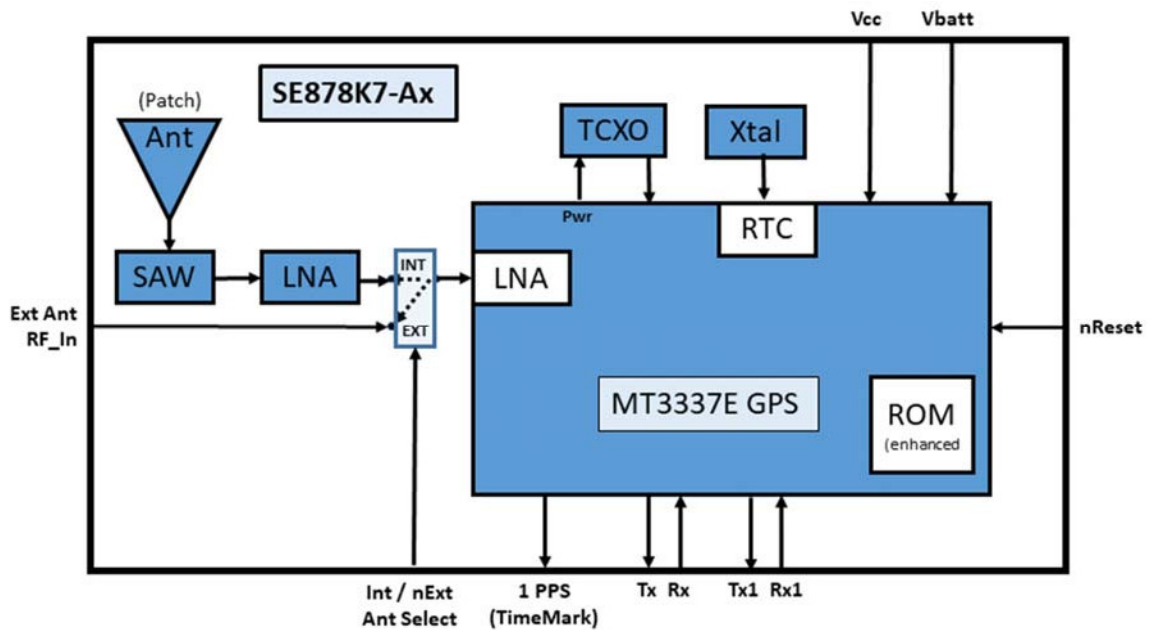 Vcc Vbatt
SE878K7-Ax
(Patch)
Ant
TCXO
Xtal
Pwr
RTC
SAW
LNA
INT
EXT
LNA
Ext Ant
RF_In
nReset
MT3337E GPS
ROM
(enhanced
Int / nExt
Ant Select
1 PPS
(TimeMark)
Tx Rx
Tx1 Rx1